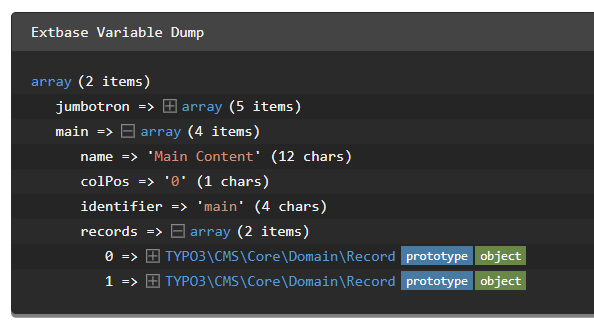 Extbase Variable Dump
array (2 items)
jumbotron => array (5 items)
main => array (4 items)
name => 'Main Content' (12 chars)
colPos => '0' (1 chars)
identifier => 'main' (4 chars)
records => array (2 items)
0 => TYPO3\CMS\Core\Domain\Record prototype object
1 => TYPO3\CMS\Core\Domain\Record prototype object